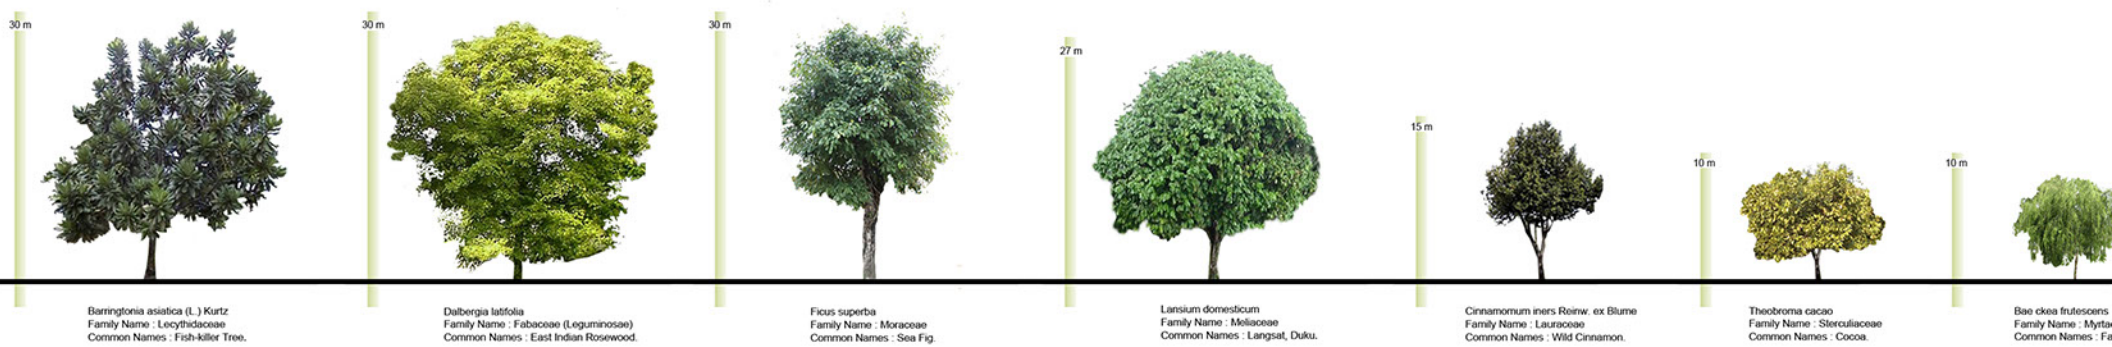 30 m
30 m
30 m
27 m
15 m
10 m
10 m
Barringtonia asiatica (L.) Kurtz
Family Name : Lecythidaceae
Common Names : Fish-killer Tree.
Dalbergia latifolia
Family Name : Fabaceae (Leguminosae)
Common Names : East Indian Rosewood.
Ficus superba
Family Name : Moraceae
Common Names : Sea Fig.
Lansium domesticum
Family Name : Meliaceae
Common Names : Langsat, Duku.
Cinnamomum iners Reinw. ex Blume
Family Name : Lauraceae
Common Names : Wild Cinnamon.
Theobroma cacao
Family Name : Sterculiaceae
Common Names : Cocoa.
Bae ckea frutescens
Family Name :
Common Names :